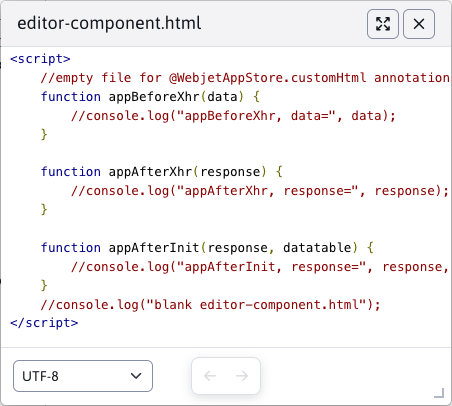 editor-component.html
<script>
//empty file for @WebjetAppStore.customHtml annotation
function appBeforeXhr(data) {
//console.log("appBeforeXhr, data=", data);
}
function appAfterXhr(response) {
//console.log("appAfterXhr, response=", response);
}
function appAfterInit(response, datatable) {
//console.log("appAfterInit, response=", response,
}
//console.log("blank editor-component.html");
</script>
UTF-8